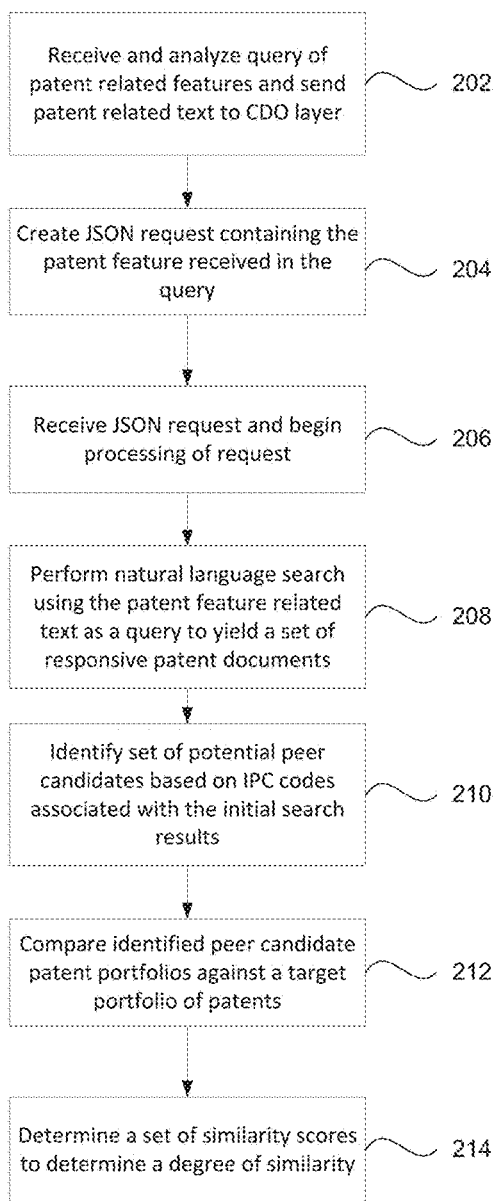 Receive and analyze query of
patent related features and send
patent related text to CDO layer
202
Create JSON request containing the
patent feature received in the
query
204
Receive JSON request and begin
processing of request
206
Perform natural language search
using the patent feature related
text as a query to yield a set of
responsive patent documents
208
Identify set of potential peer
candidates based on IPC codes
associated with the initial search
results
210
Compare identified peer candidate
patent portfolios against a target
portfolio of patents
212
Determine a set of similarity scores
to determine a degree of similarity
214